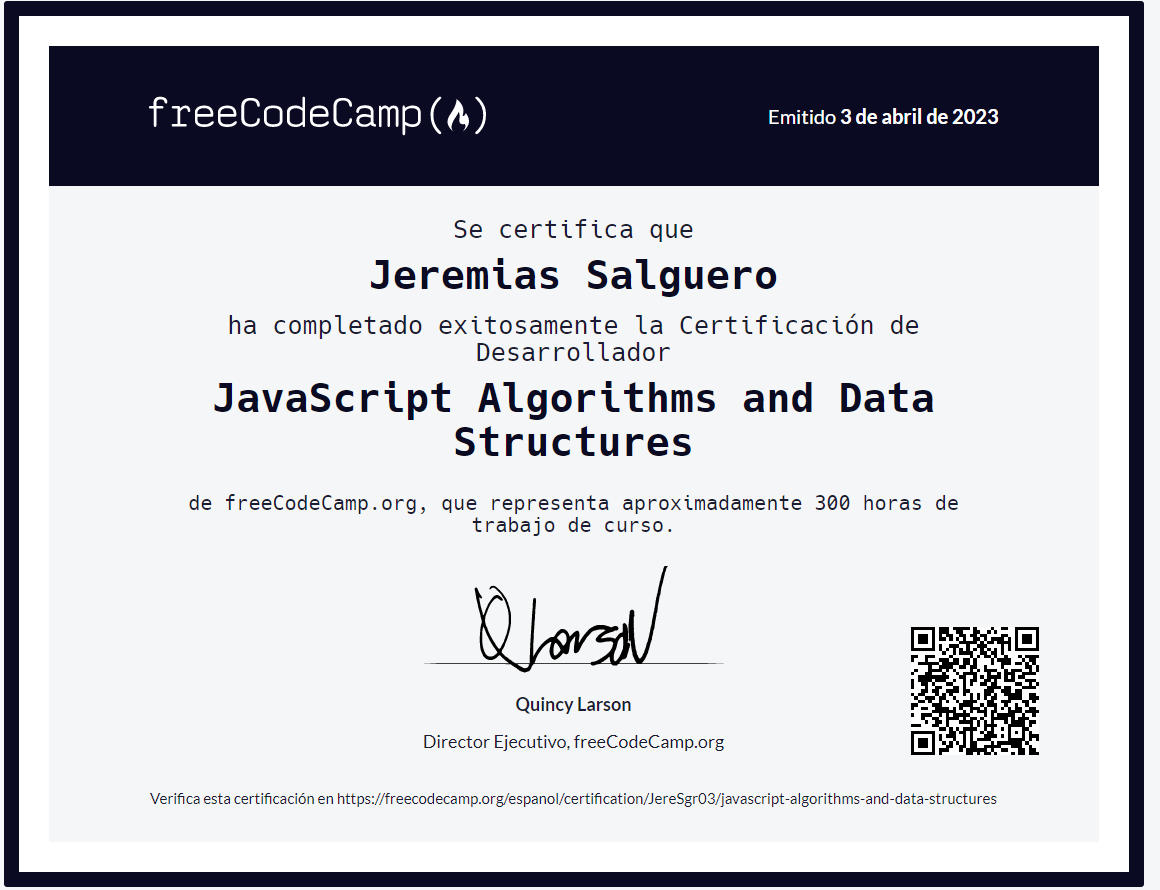 freeCodeCamp(🔥)
Emitido 3 de abril de 2023
Se certifica que
Jeremias Salguero
ha completado exitosamente la Certificación de
Desarrollador
JavaScript Algorithms and Data
Structures
de freeCodeCamp.org, que representa aproximadamente 300 horas de
trabajo de curso.
Q Larson
Quincy Larson
Director Ejecutivo, freeCodeCamp.org
Verifica esta certificación en https://freecodecamp.org/espanol/certification/JereSgr03/javascript-algorithms-and-data-structures